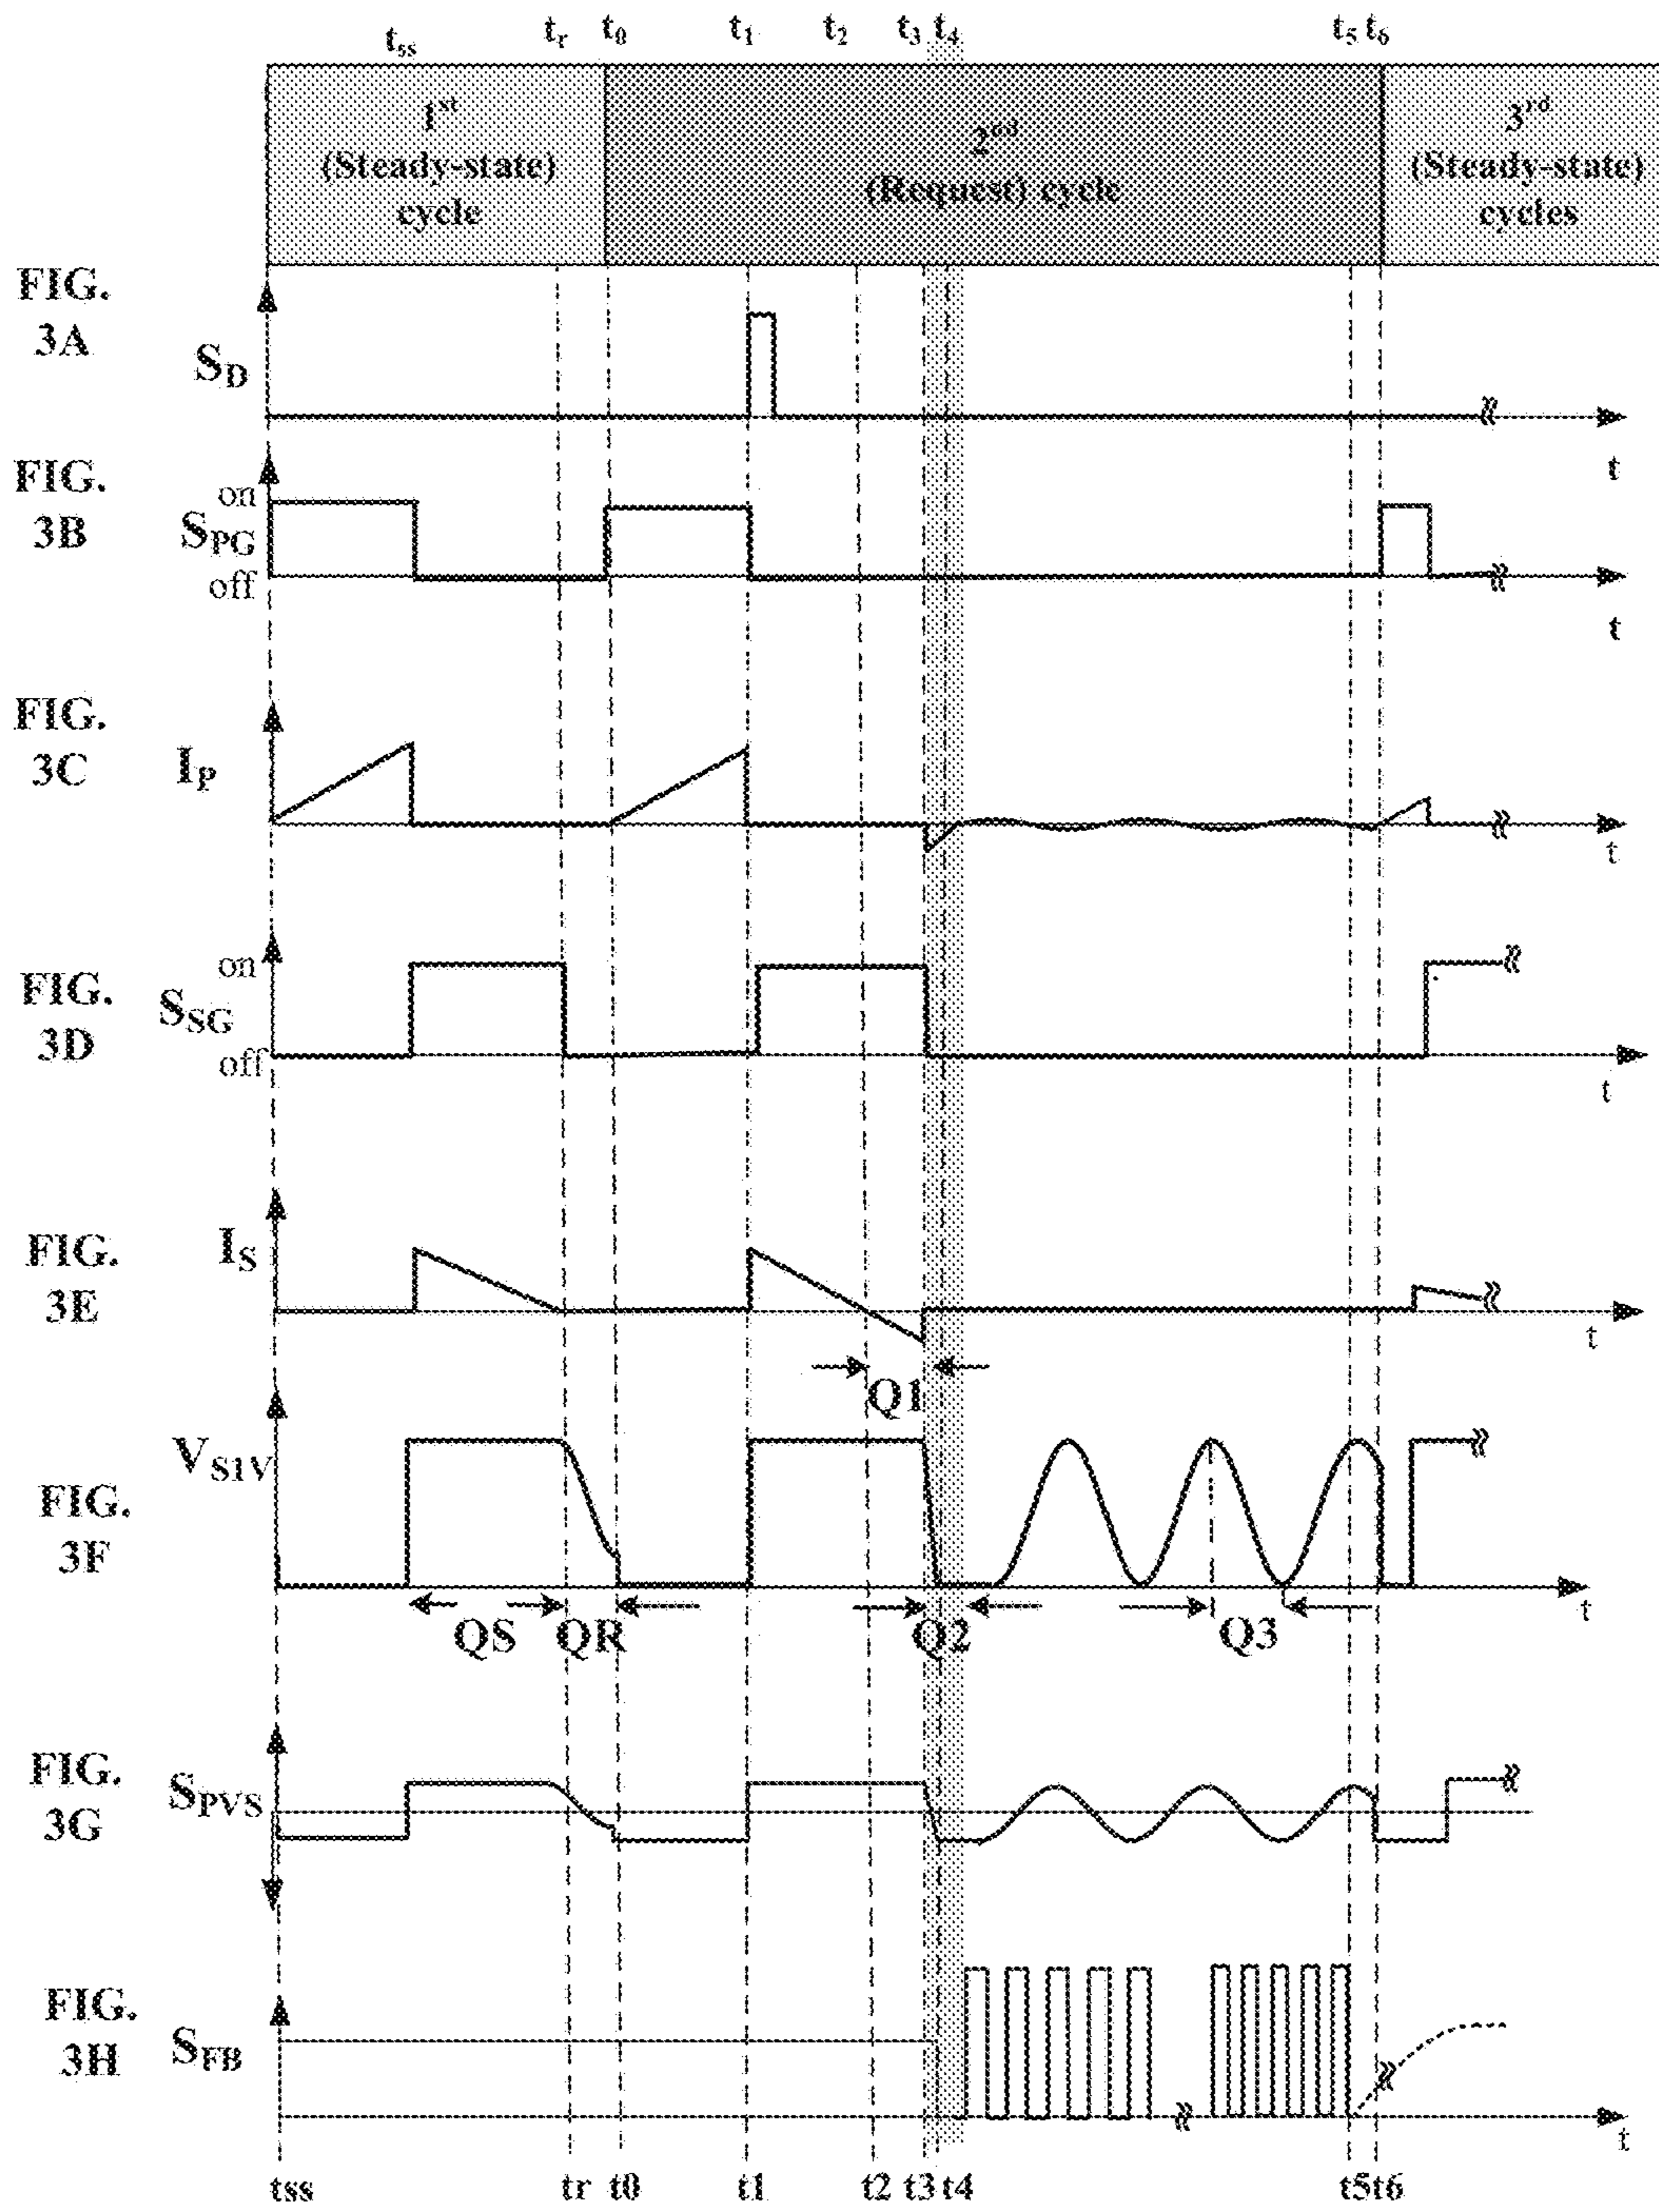 tss tr t0 t1 t2 t3 t4 t5 t6
1st
(Steady-state)
cycle
2nd
(Request) cycle
3rd
(Steady-state)
cycles
FIG.
3A
SD
t
FIG.
3B
on
SPG
off
t
FIG.
3C
IP
t
FIG.
3D
on
SSG
off
t
FIG.
3E
IS
t
Q1
FIG.
3F
VS1V
t
QS QR Q2 Q3
FIG.
3G
SPVS
FIG.
3H
SFB
t
tss tr t0 t1 t2 t3 t4 t5 t6